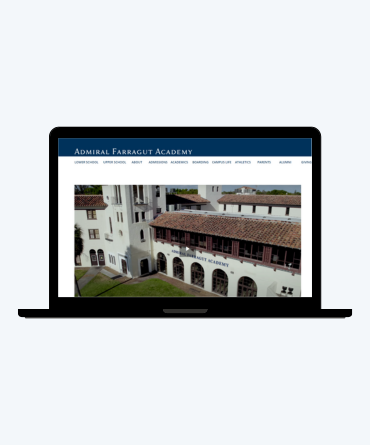 ADMIRAL FARRAGUT ACADEMY
LOWER SCHOOL UPPER SCHOOL ABOUT ADMISSIONS ACADEMICS BOARDING CAMPUS LIFE ATHLETICS PARENTS ALUMNI GIVING
ADMIRAL FARRAGUT ACADEMY